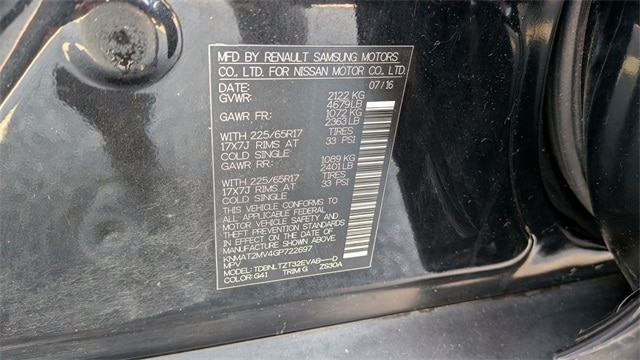 MFD BY RENAULT SAMSUNG MOTORS
CO. LTD. FOR NISSAN MOTOR CO. LTD.
DATE: 07/16
GVWR: 2122 KG
4679 LB
GAWR FR: 1072 KG
2363 LB
WITH 225/65R17 TIRES
17X7J RIMS AT 33 PSI
COLD SINGLE
GAWR RR: 1089 KG
2401 LB
WITH 225/65R17 TIRES
17X7J RIMS AT 33 PSI
COLD SINGLE
THIS VEHICLE CONFORMS TO
ALL APPLICABLE FEDERAL
MOTOR VEHICLE SAFETY AND
THEFT PREVENTION
STANDARDS IN EFFECT ON THE
DATE OF MANUFACTURE
SHOWN ABOVE.
KNMAT2MV4GP722697
MPV
MODEL: TDBNLTZT32EVAB---D
COLOR: G41 TRIM: G ZS30A